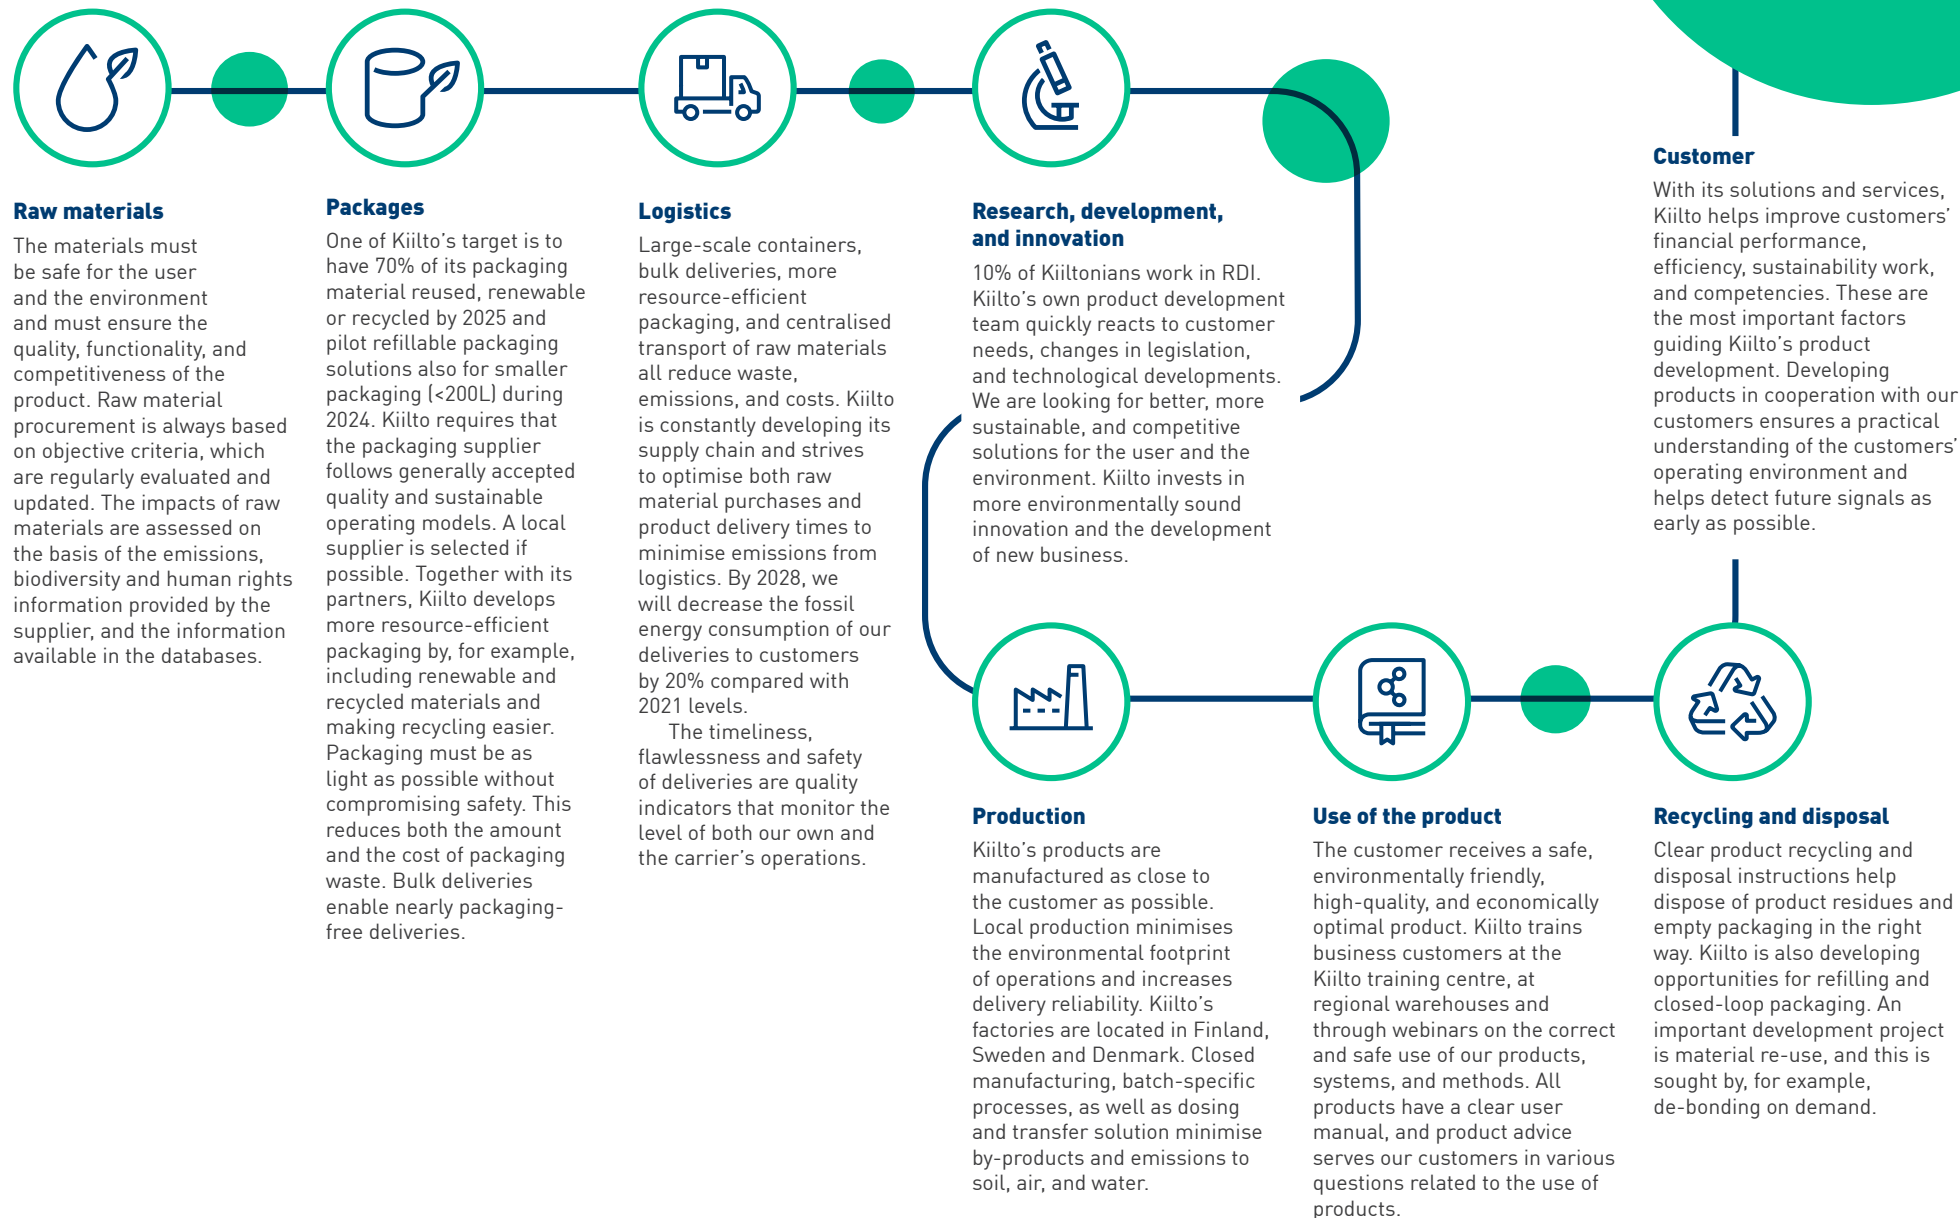 Raw materials
The materials must
be safe for the user
and the environment
and must ensure the
quality, functionality, and
competitiveness of the
product. Raw material
procurement is always based
on objective criteria, which
are regularly evaluated and
updated. The impacts of raw
materials are assessed on
the basis of the emissions,
biodiversity and human rights
information provided by the
supplier, and the information
available in the databases.
Packages
One of Kiilto's target is to
have 70% of its packaging
material reused, renewable
or recycled by 2025 and
pilot refillable packaging
solutions also for smaller
packaging (<200L) during
2024. Kiilto requires that
the packaging supplier
follows generally accepted
quality and sustainable
operating models. A local
supplier is selected if
possible. Together with its
partners, Kiilto develops
more resource-efficient
packaging by, for example,
including renewable and
recycled materials and
making recycling easier.
Packaging must be as
light as possible without
compromising safety. This
reduces both the amount
and the cost of packaging
waste. Bulk deliveries
enable nearly packaging-
free deliveries.
Logistics
Large-scale containers,
bulk deliveries, more
resource-efficient
packaging, and centralised
transport of raw materials
all reduce waste,
emissions, and costs. Kiilto
is constantly developing its
supply chain and strives
to optimise both raw
material purchases and
product delivery times to
minimise emissions from
logistics. By 2028, we
will decrease the fossil
energy consumption of our
deliveries to customers
by 20% compared with
2021 levels.
The timeliness,
flawlessness and safety
of deliveries are quality
indicators that monitor the
level of both our own and
the carrier's operations.
Research, development,
and innovation
10% of Kiiltonians work in RDI.
Kiilto's own product development
team quickly reacts to customer
needs, changes in legislation,
and technological developments.
We are looking for better, more
sustainable, and competitive
solutions for the user and the
environment. Kiilto invests in
more environmentally sound
innovation and the development
of new business.
Production
Kiilto's products are
manufactured as close to
the customer as possible.
Local production minimises
the environmental footprint
of operations and increases
delivery reliability. Kiilto's
factories are located in Finland,
Sweden and Denmark. Closed
manufacturing, batch-specific
processes, as well as dosing
and transfer solution minimise
by-products and emissions to
soil, air, and water.
Use of the product
The customer receives a safe,
environmentally friendly,
high-quality, and economically
optimal product. Kiilto trains
business customers at the
Kiilto training centre, at
regional warehouses and
through webinars on the correct
and safe use of our products,
systems, and methods. All
products have a clear user
manual, and product advice
serves our customers in various
questions related to the use of
products.
Recycling and disposal
Clear product recycling and
disposal instructions help
dispose of product residues and
empty packaging in the right
way. Kiilto is also developing
opportunities for refilling and
closed-loop packaging. An
important development project
is material re-use, and this is
sought by, for example,
de-bonding on demand.
Customer
With its solutions and services,
Kiilto helps improve customers'
financial performance,
efficiency, sustainability work,
and competencies. These are
the most important factors
guiding Kiilto's product
development. Developing
products in cooperation with our
customers ensures a practical
understanding of the customers'
operating environment and
helps detect future signals as
early as possible.